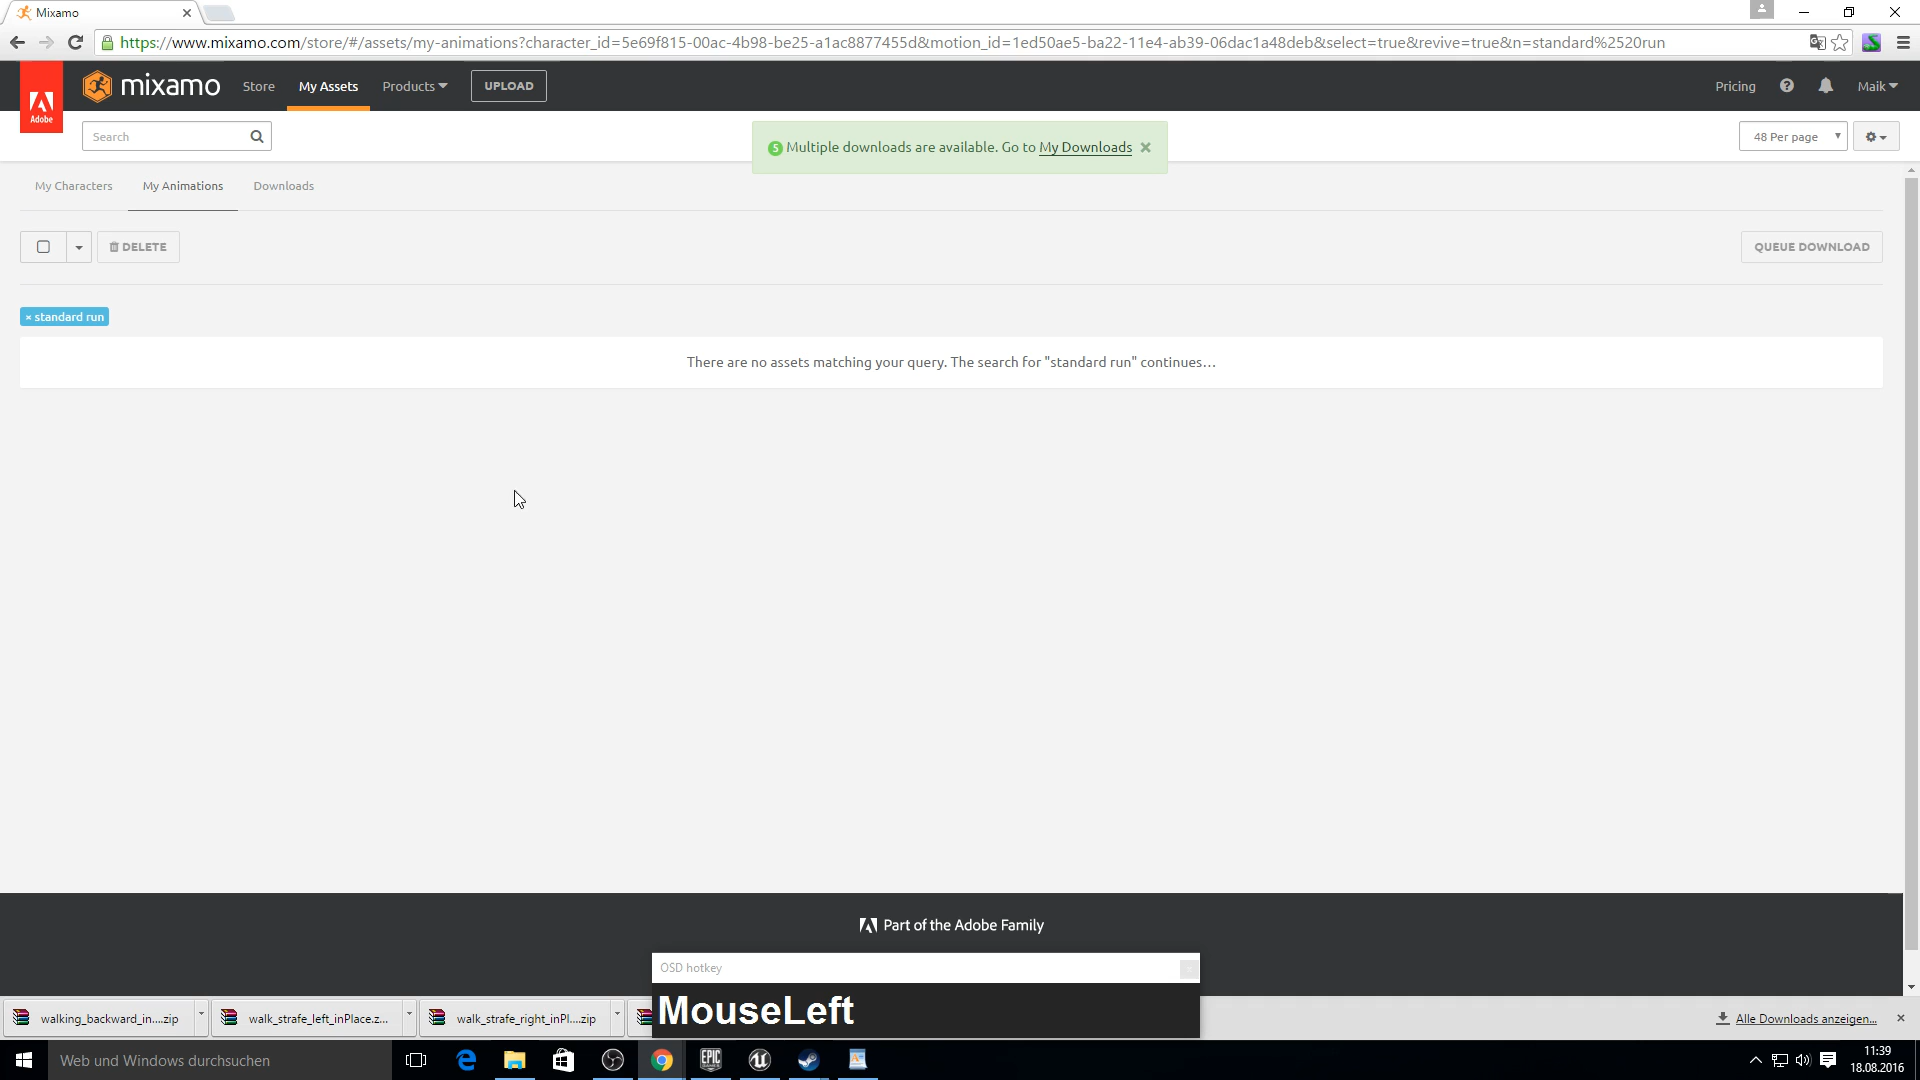 Mixamo
https://www.mixamo.com/store/#/assets/my-animations?character_id=5e69f815-00ac-4b98-be25-a1ac8877455d&motion_id=1ed50ae5-ba22-11e4-ab39-06dac1a48deb&select=true&revive=true&n=standard%2520run
Adobe
mixamo
Store
My Assets
Products
UPLOAD
Pricing
Maik
Search
5 Multiple downloads are available. Go to My Downloads ×
48 Per page
My Characters
My Animations
Downloads
DELETE
QUEUE DOWNLOAD
× standard run
There are no assets matching your query. The search for "standard run" continues…
Part of the Adobe Family
OSD hotkey
MouseLeft
walking_backward_in....zip
walk_strafe_left_inPlace.z...
walk_strafe_right_inPl....zip
Alle Downloads anzeigen...
Web und Windows durchsuchen
EPIC
GAMES
11:39
18.08.2016